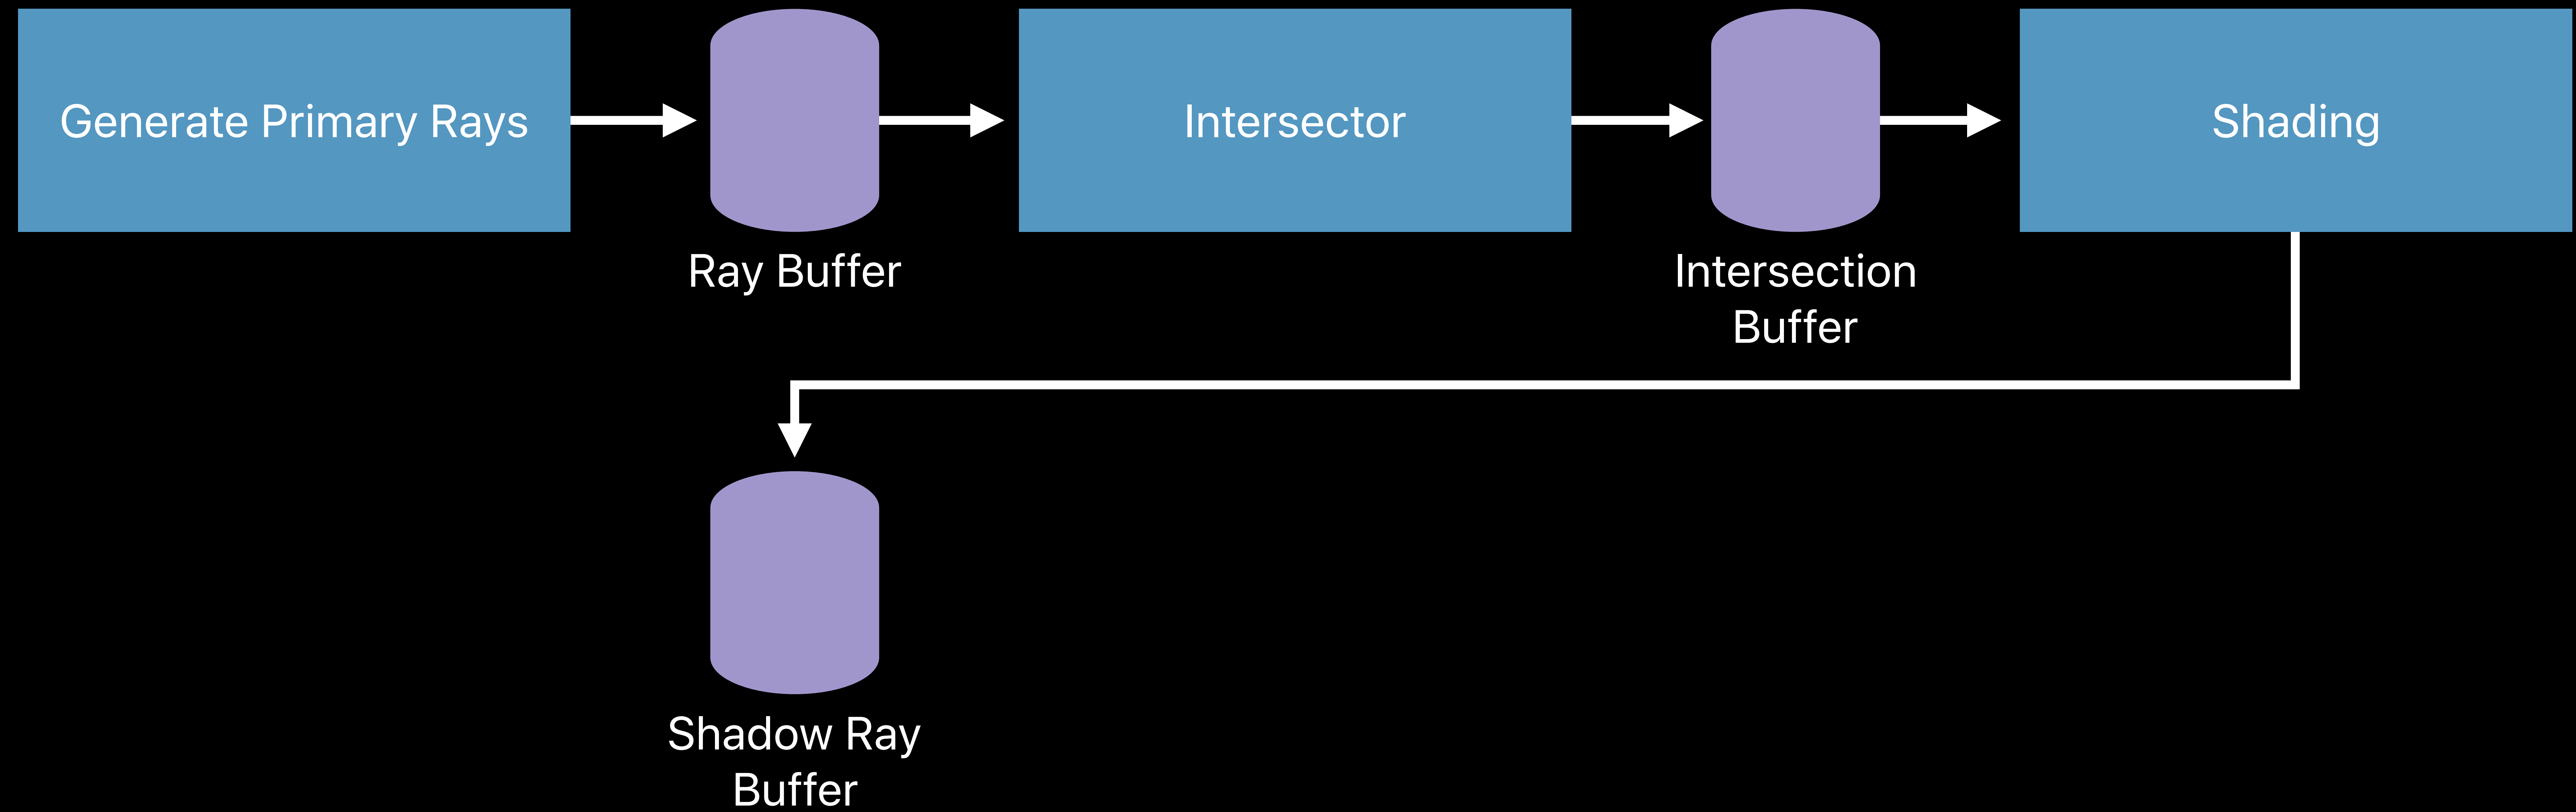 Generate Primary Rays
Intersector
Shading
Ray Buffer
Intersection
Buffer
Shadow Ray
Buffer